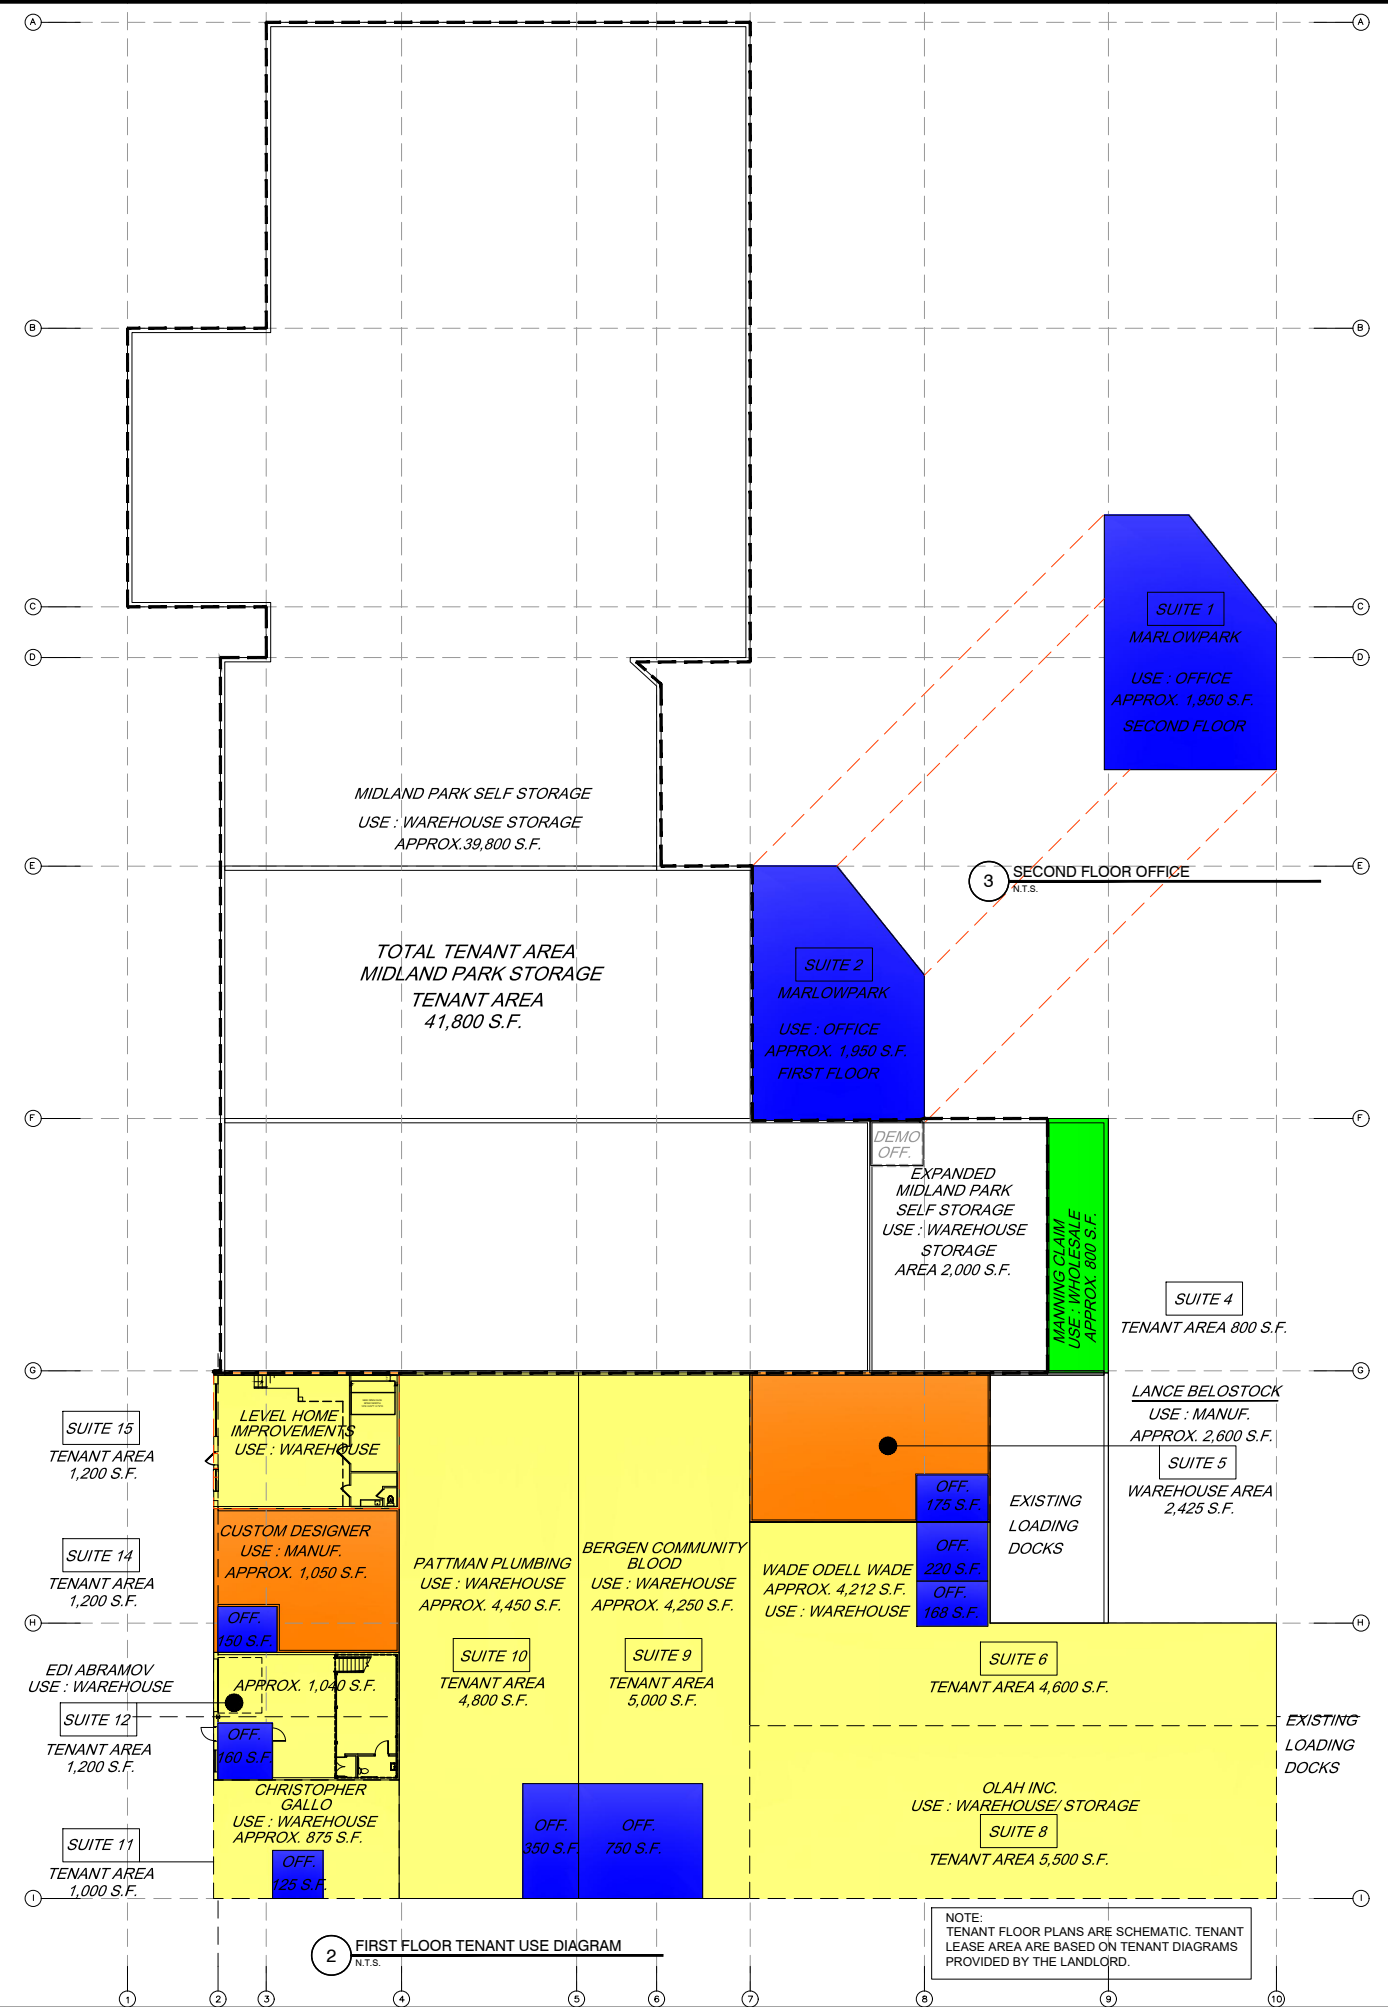 A
A
B
B
C
C
D
D
SUITE 1
MARLOWPARK
USE : OFFICE
APPROX. 1,950 S.F.
SECOND FLOOR
MIDLAND PARK SELF STORAGE
USE : WAREHOUSE STORAGE
APPROX.39,800 S.F.
E
E
3
SECOND FLOOR OFFICE
N.T.S.
TOTAL TENANT AREA
MIDLAND PARK STORAGE
TENANT AREA
41,800 S.F.
SUITE 2
MARLOWPARK
USE : OFFICE
APPROX. 1,950 S.F.
FIRST FLOOR
F
F
DEMO
OFF.
EXPANDED
MIDLAND PARK
SELF STORAGE
USE : WAREHOUSE
STORAGE
AREA 2,000 S.F.
MANNING CLAIM
USE : WHOLESALE
APPROX. 800 S.F.
SUITE 4
TENANT AREA 800 S.F.
G
G
SUITE 15
TENANT AREA
1,200 S.F.
LEVEL HOME
IMPROVEMENTS
USE : WAREHOUSE
LANCE BELOSTOCK
USE : MANUF.
APPROX. 2,600 S.F.
SUITE 5
WAREHOUSE AREA
2,425 S.F.
OFF.
175 S.F.
EXISTING
LOADING
DOCKS
SUITE 14
TENANT AREA
1,200 S.F.
CUSTOM DESIGNER
USE : MANUF.
APPROX. 1,050 S.F.
OFF.
150 S.F.
PATTMAN PLUMBING
USE : WAREHOUSE
APPROX. 4,450 S.F.
SUITE 10
TENANT AREA
4,800 S.F.
BERGEN COMMUNITY
BLOOD
USE : WAREHOUSE
APPROX. 4,250 S.F.
SUITE 9
TENANT AREA
5,000 S.F.
WADE ODELL WADE
APPROX. 4,212 S.F.
USE : WAREHOUSE
OFF.
220 S.F.
OFF.
168 S.F.
H
H
SUITE 6
TENANT AREA 4,600 S.F.
EDI ABRAMOV
USE : WAREHOUSE
SUITE 12
TENANT AREA
1,200 S.F.
APPROX. 1,040 S.F.
OFF.
160 S.F.
EXISTING
LOADING
DOCKS
CHRISTOPHER
GALLO
USE : WAREHOUSE
APPROX. 875 S.F.
SUITE 11
TENANT AREA
1,000 S.F.
OFF.
125 S.F.
OFF.
350 S.F.
OFF.
750 S.F.
OLAH INC.
USE : WAREHOUSE/ STORAGE
SUITE 8
TENANT AREA 5,500 S.F.
I
I
NOTE:
TENANT FLOOR PLANS ARE SCHEMATIC. TENANT
LEASE AREA ARE BASED ON TENANT DIAGRAMS
PROVIDED BY THE LANDLORD.
2
FIRST FLOOR TENANT USE DIAGRAM
N.T.S.
1 2 3 4 5 6 7 8 9 10